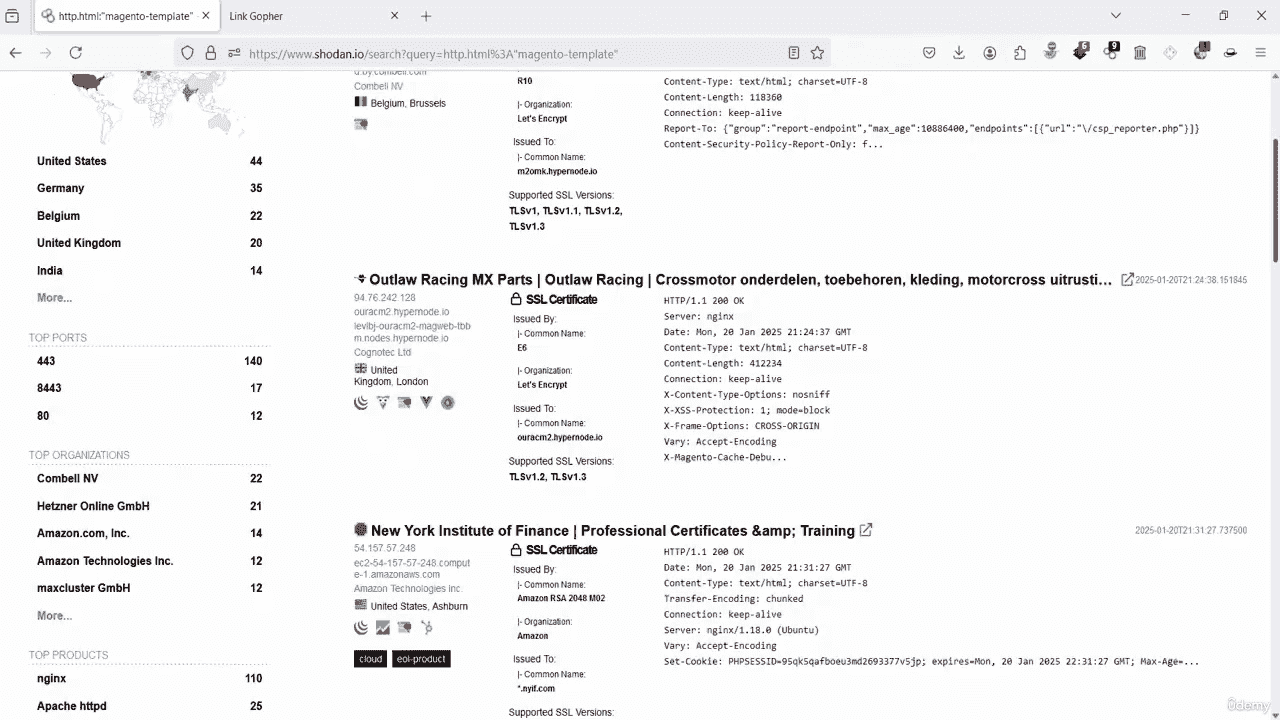 http.html:"magento-template"
Link Gopher
https://www.shodan.io/search?query=http.html%3A"magento-template"
6
9
United States 44
Germany 35
Belgium 22
United Kingdom 20
India 14
More...
TOP PORTS
443 140
8443 17
80 12
TOP ORGANIZATIONS
Combell NV 22
Hetzner Online GmbH 21
Amazon.com, Inc. 14
Amazon Technologies Inc. 12
maxcluster GmbH 12
More...
TOP PRODUCTS
nginx 110
Apache httpd 25
d.by.combell.com
Combell NV
Belgium, Brussels
R10
|- Organization:
Let's Encrypt
Issued To:
|- Common Name:
m2omk.hypernode.io
Supported SSL Versions:
TLSv1, TLSv1.1, TLSv1.2,
TLSv1.3
Content-Type: text/html; charset=UTF-8
Content-Length: 118360
Connection: keep-alive
Report-To: {"group":"report-endpoint","max_age":10886400,"endpoints":[{"url":"\/csp_reporter.php"}]}
Content-Security-Policy-Report-Only: f...
Outlaw Racing MX Parts | Outlaw Racing | Crossmotor onderdelen, toebehoren, kleding, motorcross uitrusti...
2025-01-20T21:24:38.151845
94.76.242.128
ouracm2.hypernode.io
levlbj-ouracm2-magweb-tbb
m.nodes.hypernode.io
Cognotec Ltd
United
Kingdom, London
SSL Certificate
Issued By:
|- Common Name:
E6
|- Organization:
Let's Encrypt
Issued To:
|- Common Name:
ouracm2.hypernode.io
Supported SSL Versions:
TLSv1.2, TLSv1.3
HTTP/1.1 200 OK
Server: nginx
Date: Mon, 20 Jan 2025 21:24:37 GMT
Content-Type: text/html; charset=UTF-8
Content-Length: 412234
Connection: keep-alive
X-Content-Type-Options: nosniff
X-XSS-Protection: 1; mode=block
X-Frame-Options: CROSS-ORIGIN
Vary: Accept-Encoding
X-Magento-Cache-Debu...
New York Institute of Finance | Professional Certificates &amp; Training
2025-01-20T21:31:27.737500
54.157.57.248
ec2-54-157-57-248.comput
e-1.amazonaws.com
Amazon Technologies Inc.
United States, Ashburn
cloud
eol-product
SSL Certificate
Issued By:
|- Common Name:
Amazon RSA 2048 M02
|- Organization:
Amazon
Issued To:
|- Common Name:
*.nyif.com
Supported SSL Versions:
HTTP/1.1 200 OK
Date: Mon, 20 Jan 2025 21:31:27 GMT
Content-Type: text/html; charset=UTF-8
Transfer-Encoding: chunked
Connection: keep-alive
Server: nginx/1.18.0 (Ubuntu)
Vary: Accept-Encoding
Set-Cookie: PHPSESSID=95qk5qafboeu3md2693377v5jp; expires=Mon, 20 Jan 2025 22:31:27 GMT; Max-Age=...
Udemy